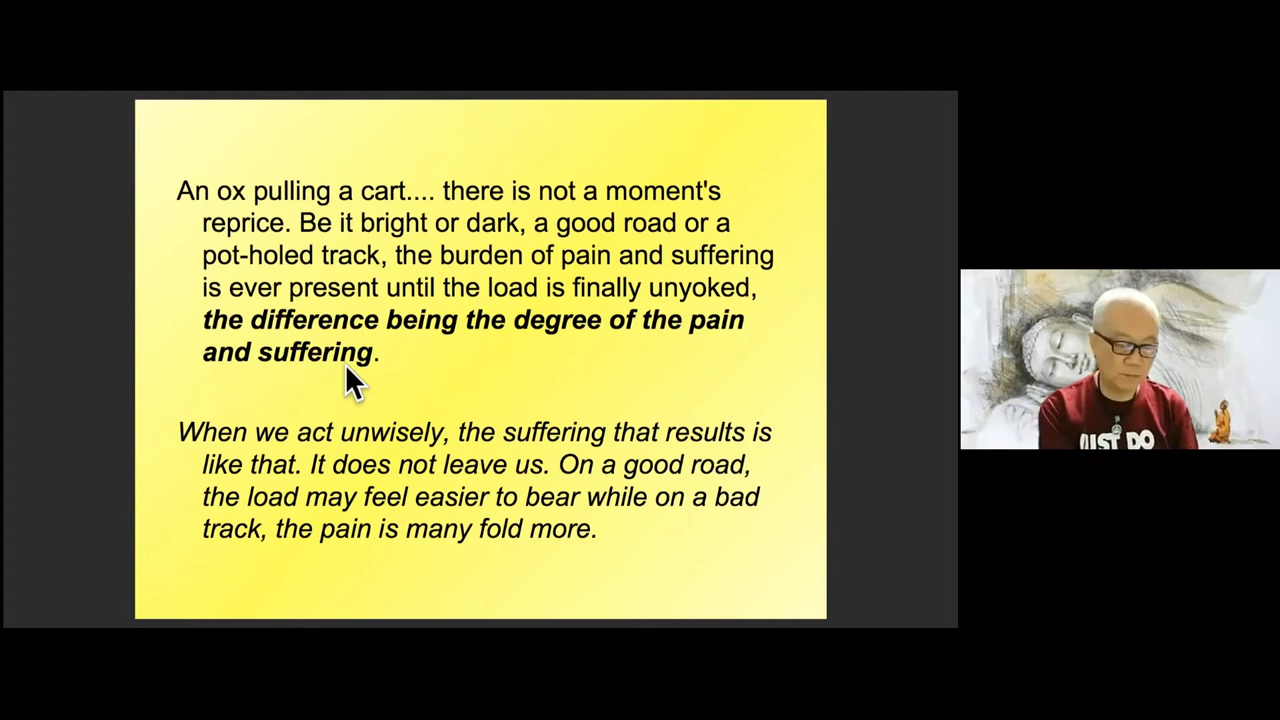 An ox pulling a cart.... there is not a moment's
reprice. Be it bright or dark, a good road or a
pot-holed track, the burden of pain and suffering
is ever present until the load is finally unyoked,
the difference being the degree of the pain
and suffering.
When we act unwisely, the suffering that results is
like that. It does not leave us. On a good road,
the load may feel easier to bear while on a bad
track, the pain is many fold more.
JUST DO